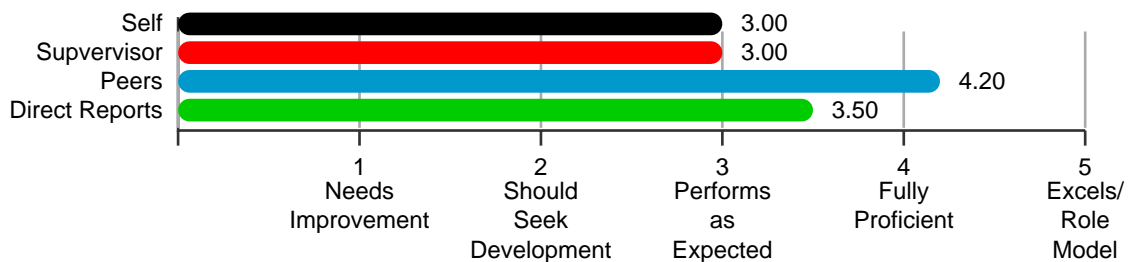 Self 3.00
Supvervisor 3.00
Peers 4.20
Direct Reports 3.50
1 2 3 4 5
Needs Should Performs Fully Excels/
Improvement Seek as Proficient Role
Development Expected Model